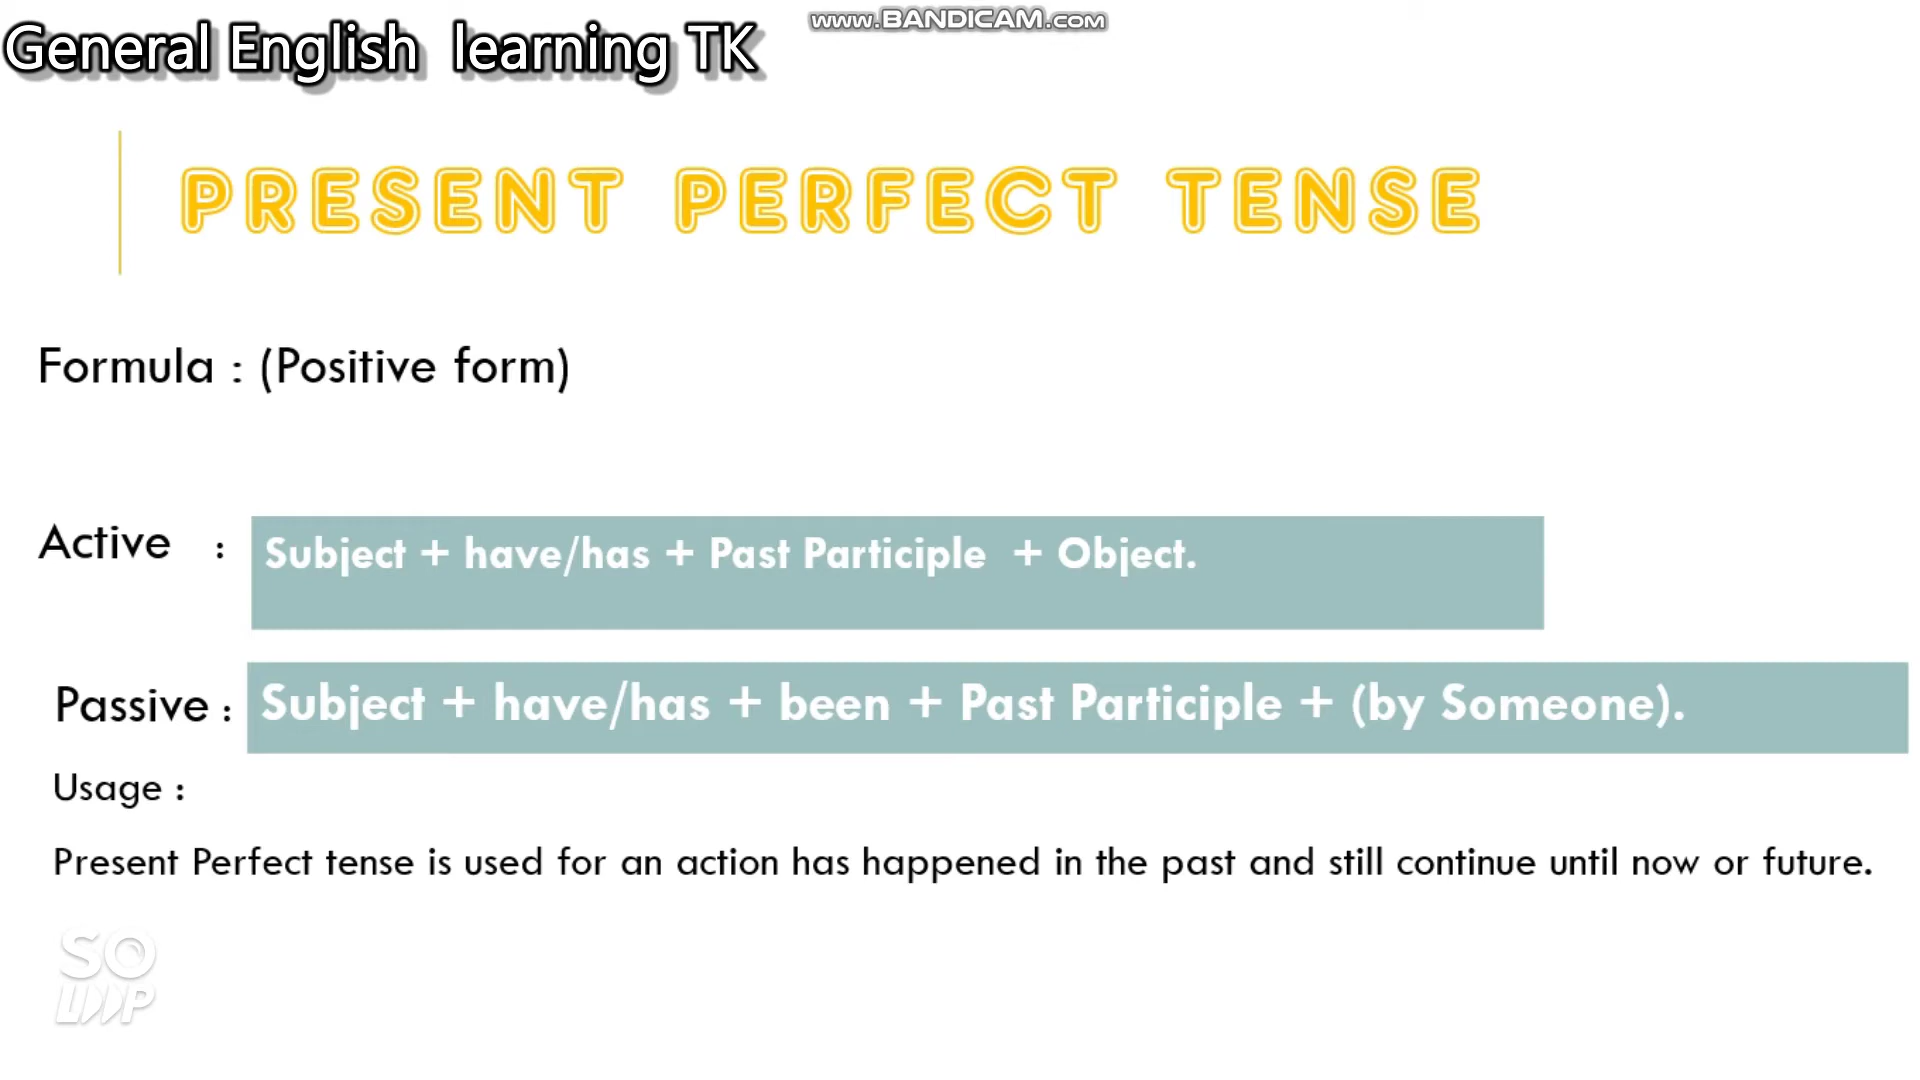 www.BANDICAM.com
General English learning TK
PRESENT PERFECT TENSE
Formula : (Positive form)
Active : Subject + have/has + Past Participle + Object.
Passive : Subject + have/has + been + Past Participle + (by Someone).
Usage :
Present Perfect tense is used for an action has happened in the past and still continue until now or future.
SO
LOOP